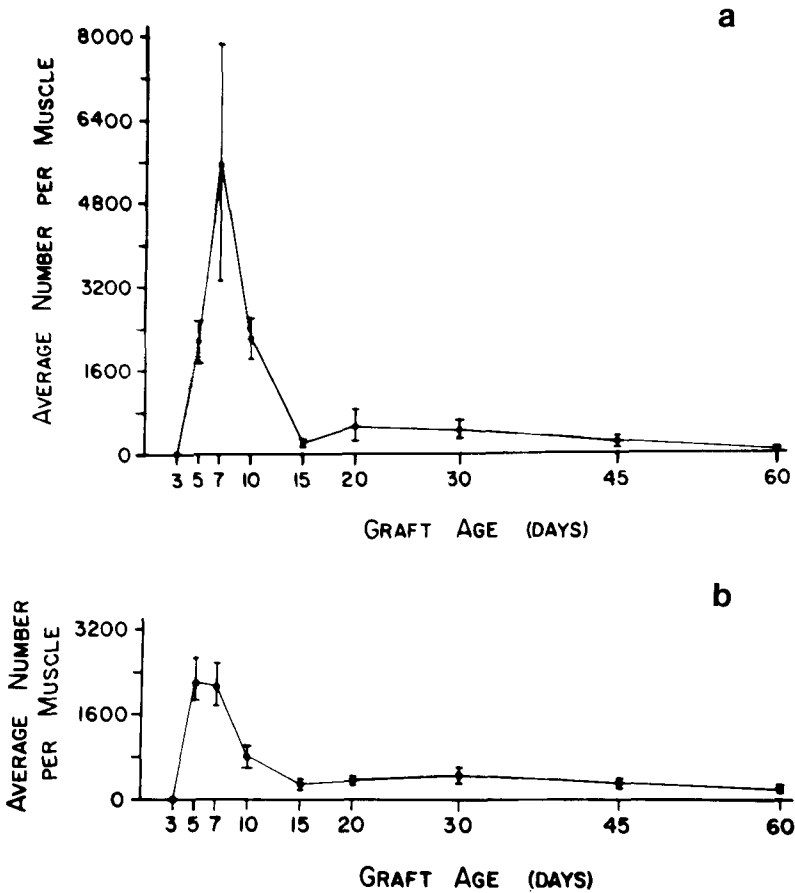 a
AVERAGE NUMBER PER MUSCLE
8000
6400
4800
3200
1600
0
3 5 7 10 15 20 30 45 60
GRAFT AGE (DAYS)
b
AVERAGE NUMBER
PER MUSCLE
3200
1600
0
3 5 7 10 15 20 30 45 60
GRAFT AGE (DAYS)